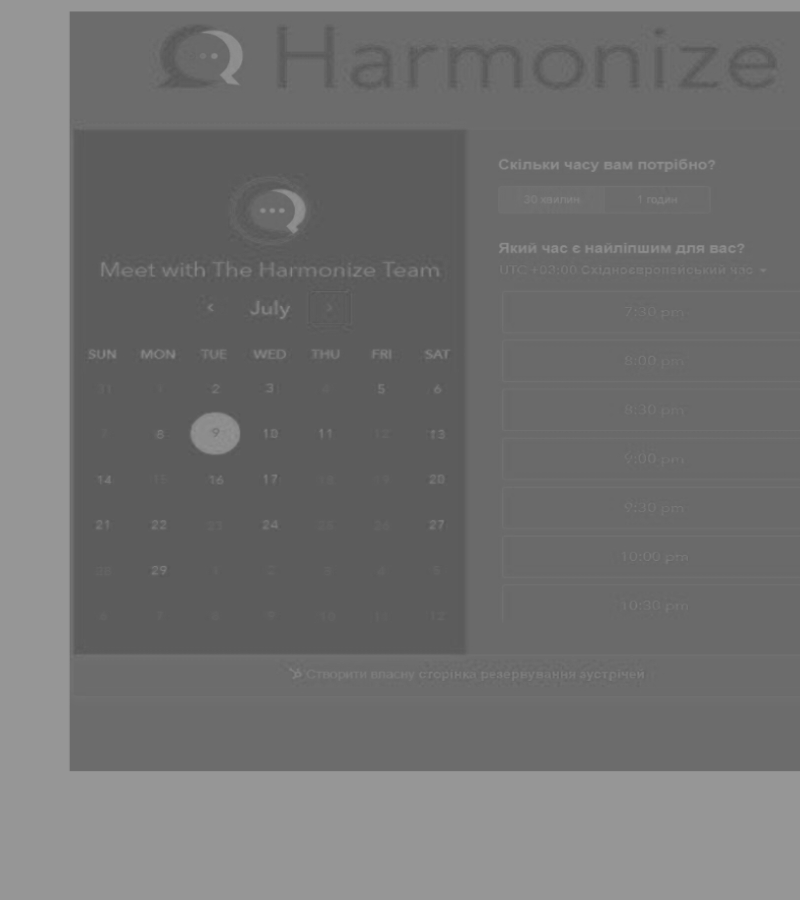 Harmonize
Meet with The Harmonize Team
July
SUN MON TUE WED THU FRI SAT
31 1 2 3 4 5 6
7 8 9 10 11 12 13
14 15 16 17 18 19 20
21 22 23 24 25 26 27
28 29 1 2 3 4 5
6 7 8 9 10 11 12
Скільки часу вам потрібно?
30 хвилин 1 годин
Який час є найліпшим для вас?
UTC +03:00 Східноєвропейський час
7:30 pm
8:00 pm
8:30 pm
9:00 pm
9:30 pm
10:00 pm
10:30 pm
Створити власну сторінка резервування зустрічей